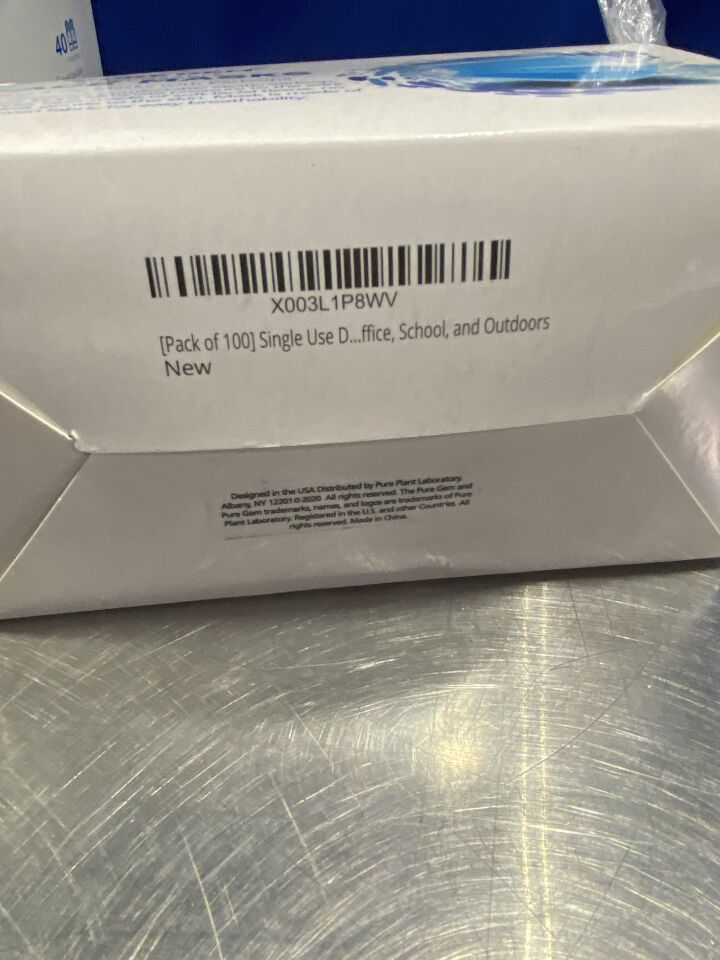 40
X003L1P8WV
[Pack of 100] Single Use D...ffice, School, and Outdoors
New
Designed in the USA Distributed by Pure Plant Laboratory.
Albany, NY 12201 © 2020 All rights reserved. The Pure Gem and
Pure Gem trademarks, names, and logos are trademarks of Pure
Plant Laboratory. Registered in the U.S. and other Countries. All
rights reserved. Made in China.